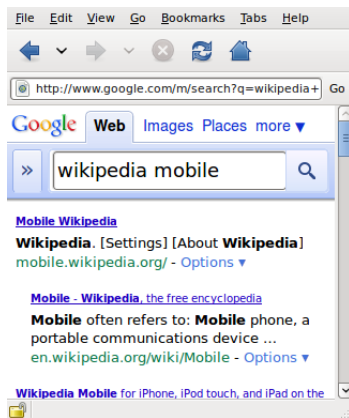 File Edit View Go Bookmarks Tabs Help
http://www.google.com/m/search?q=wikipedia+ Go
Google Web Images Places more ▼
» wikipedia mobile
Mobile Wikipedia
Wikipedia. [Settings] [About Wikipedia]
mobile.wikipedia.org/ - Options ▼
Mobile - Wikipedia, the free encyclopedia
Mobile often refers to: Mobile phone, a
portable communications device ...
en.wikipedia.org/wiki/Mobile - Options ▼
Wikipedia Mobile for iPhone, iPod touch, and iPad on the